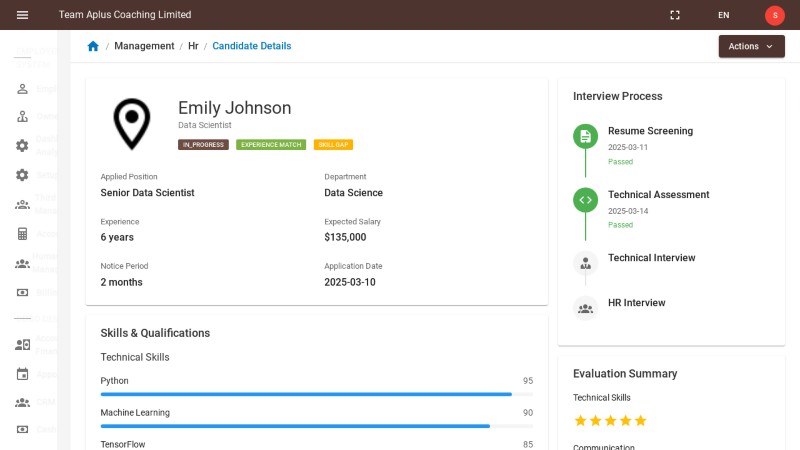 Team Aplus Coaching Limited
EN
S
/ Management / Hr / Candidate Details
Actions
Emily Johnson
Data Scientist
IN_PROGRESS
EXPERIENCE MATCH
SKILL GAP
Applied Position
Senior Data Scientist
Department
Data Science
Experience
6 years
Expected Salary
$135,000
Notice Period
2 months
Application Date
2025-03-10
Skills & Qualifications
Technical Skills
Python 95
Machine Learning 90
TensorFlow 85
Interview Process
Resume Screening
2025-03-11
Passed
Technical Assessment
2025-03-14
Passed
Technical Interview
HR Interview
Evaluation Summary
Technical Skills
Communication